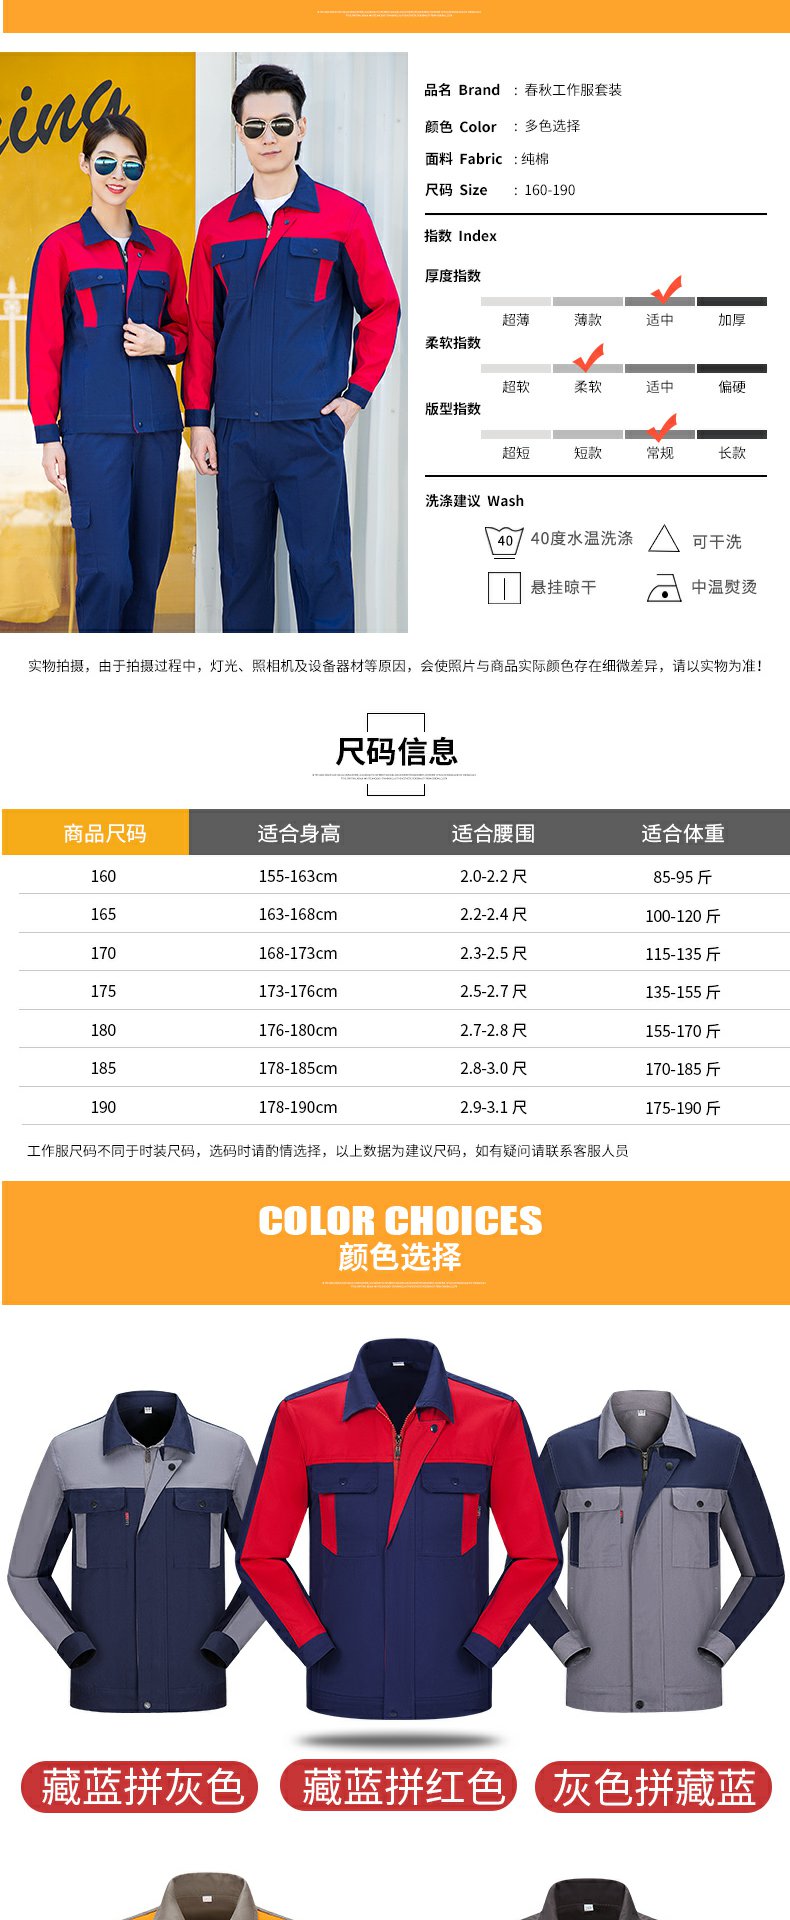 ing
品名 Brand : 春秋工作服套装
颜色 Color : 多色选择
面料 Fabric : 纯棉
尺码 Size : 160-190
指数 Index
厚度指数
超薄 薄款 适中 加厚
柔软指数
超软 柔软 适中 偏硬
版型指数
超短 短款 常规 长款
洗涤建议 Wash
40 40度水温洗涤 可干洗
悬挂晾干 中温熨烫
实物拍摄，由于拍摄过程中，灯光、照相机及设备器材等原因，会使照片与商品实际颜色存在细微差异，请以实物为准！
尺码信息
商品尺码 适合身高 适合腰围 适合体重
160 155-163cm 2.0-2.2 尺 85-95 斤
165 163-168cm 2.2-2.4 尺 100-120 斤
170 168-173cm 2.3-2.5 尺 115-135 斤
175 173-176cm 2.5-2.7 尺 135-155 斤
180 176-180cm 2.7-2.8 尺 155-170 斤
185 178-185cm 2.8-3.0 尺 170-185 斤
190 178-190cm 2.9-3.1 尺 175-190 斤
工作服尺码不同于时装尺码，选码时请酌情选择，以上数据为建议尺码，如有疑问请联系客服人员
COLOR CHOICES
颜色选择
藏蓝拼灰色 藏蓝拼红色 灰色拼藏蓝